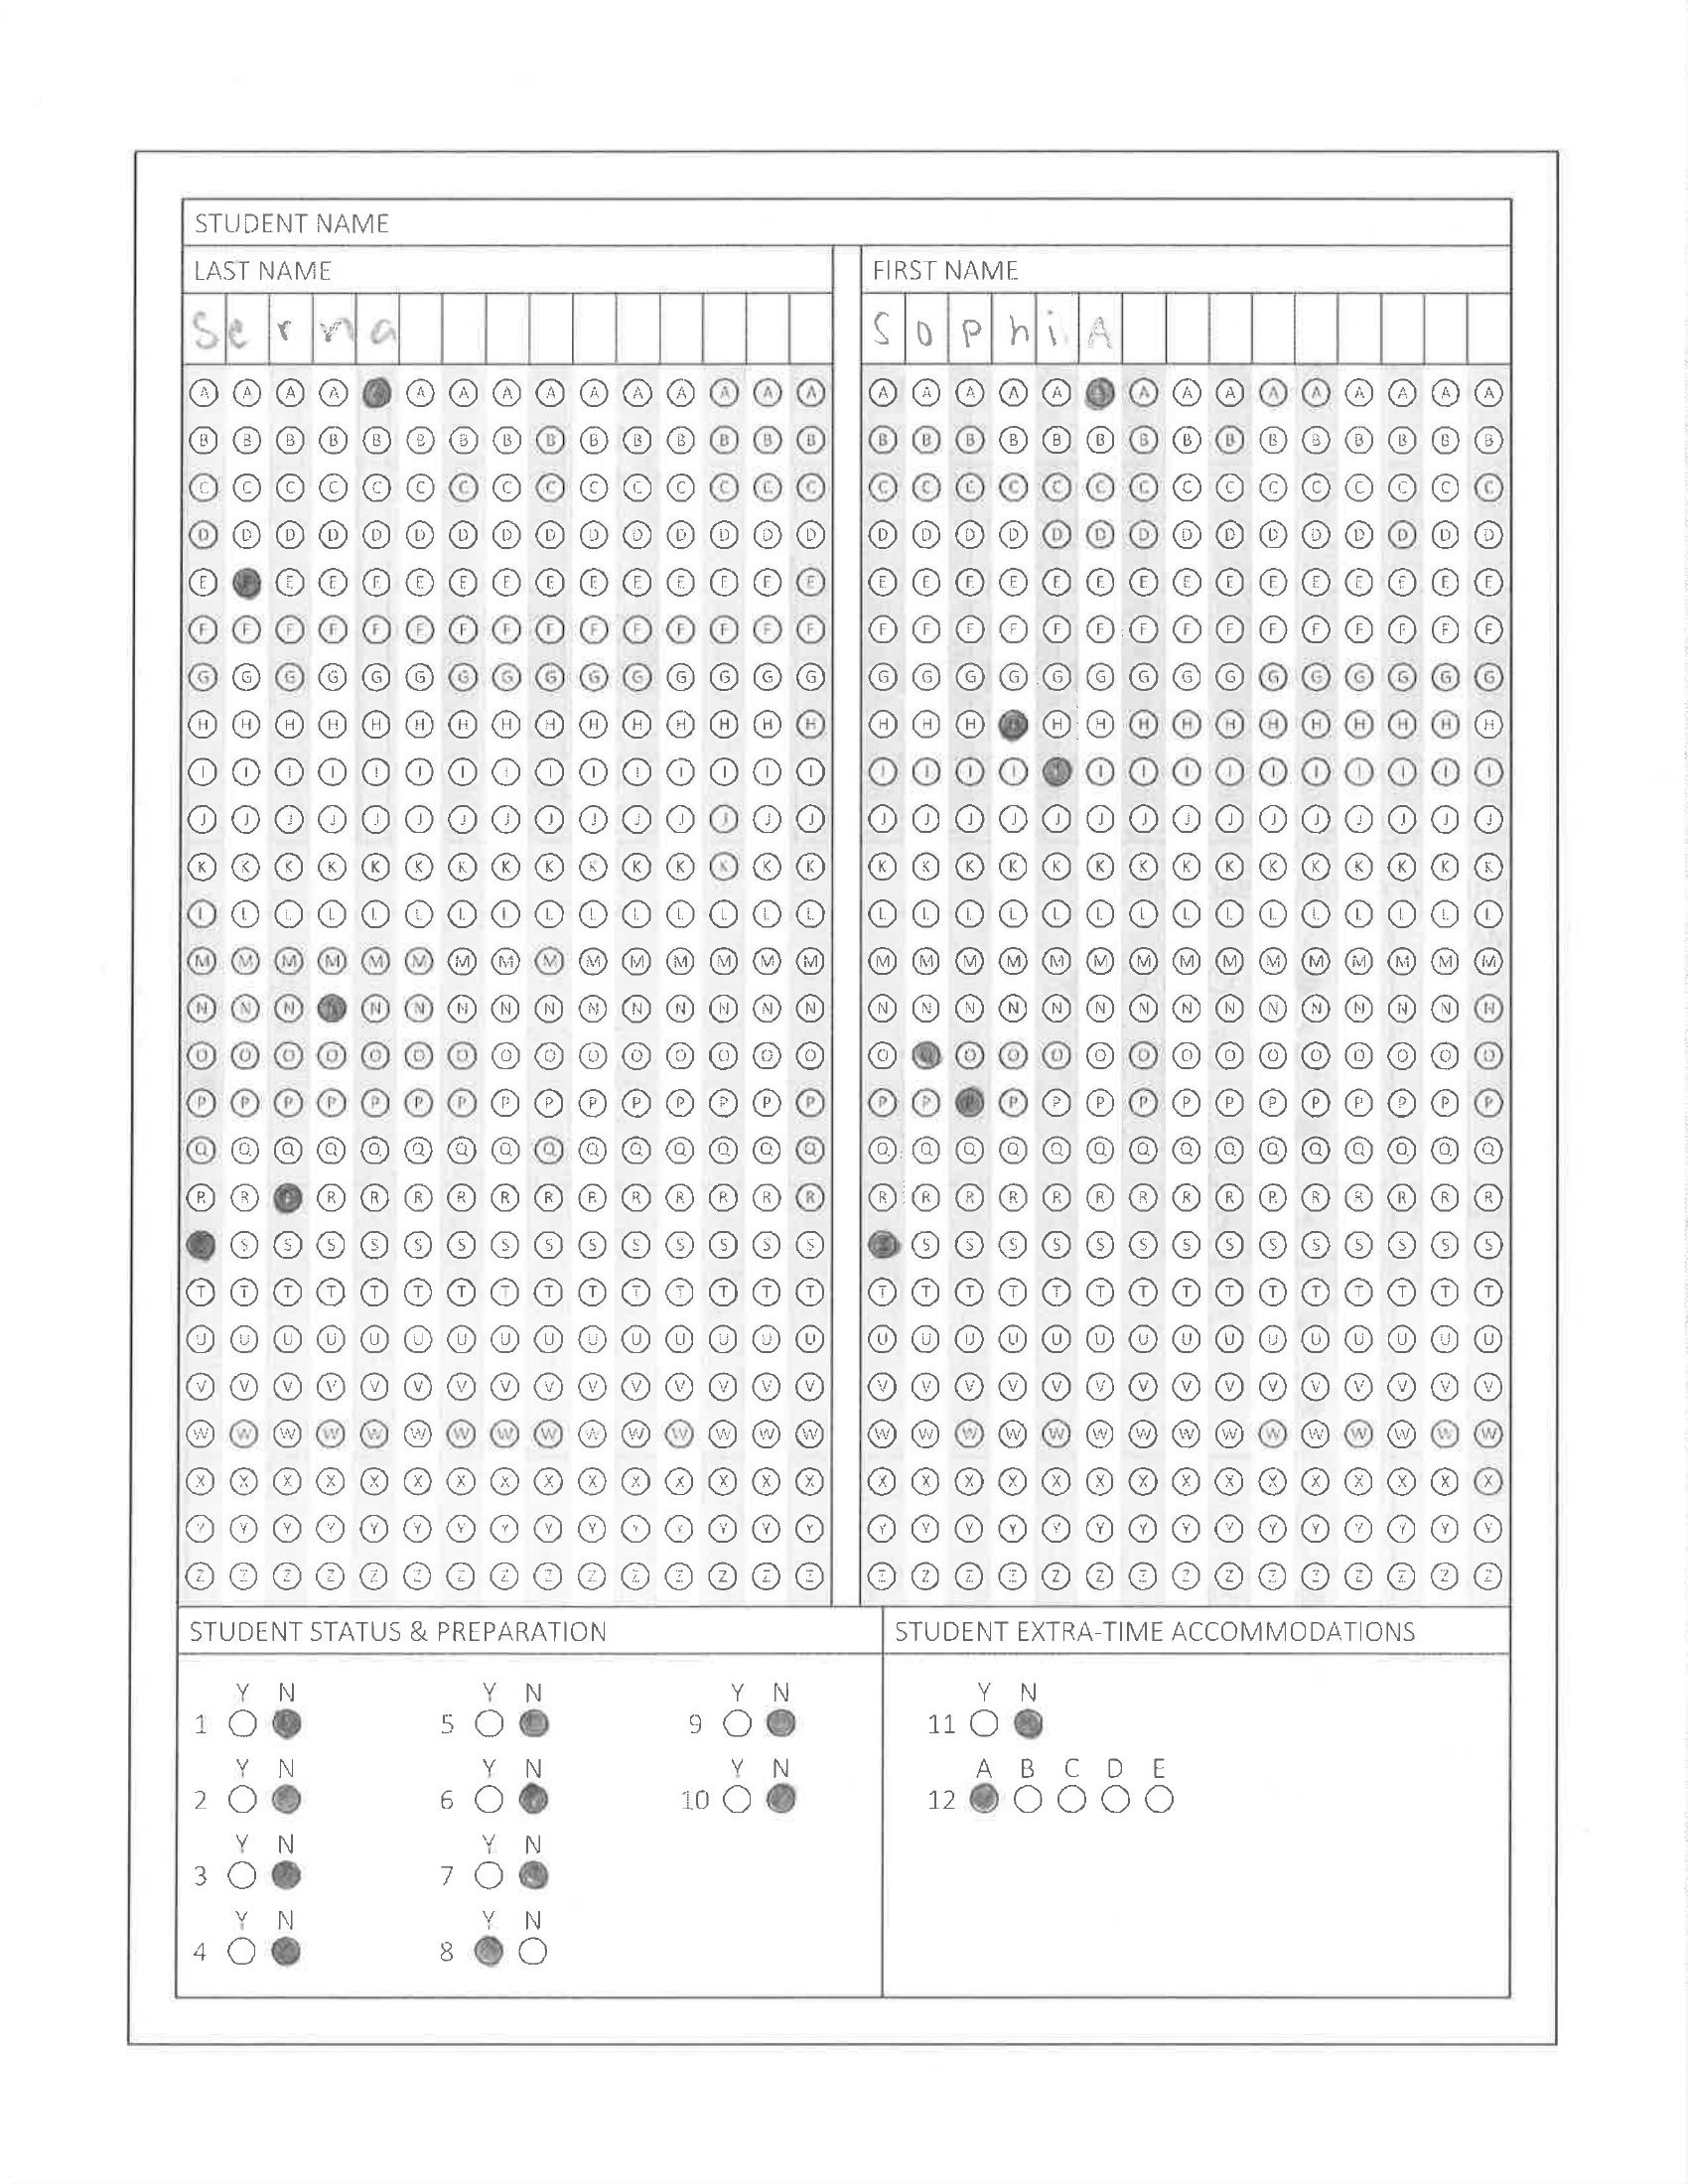 STUDENT NAME
LAST NAME
FIRST NAME
S e r n a
S o p h i A
A A A A A A A A A A A A A A A A A A A A A A A A A A A A A A
B B B B B B B B B B B B B B B B B B B B B B B B B B B B B B
C C C C C C C C C C C C C C C C C C C C C C C C C C C C C C
D D D D D D D D D D D D D D D D D D D D D D D D D D D D D D
E E E E E E E E E E E E E E E E E E E E E E E E E E E E E
F F F F F F F F F F F F F F F F F F F F F F F F F F F F F F
G G G G G G G G G G G G G G G G G G G G G G G G G G G G G G
H H H H H H H H H H H H H H H H H H H H H H H H H H H H H H
I I I I I I I I I I I I I I I I I I I I I I I I I I I I I I
J J J J J J J J J J J J J J J J J J J J J J J J J J J J J J
K K K K K K K K K K K K K K K K K K K K K K K K K K K K K K
L L L L L L L L L L L L L L L L L L L L L L L L L L L L L L
M M M M M M M M M M M M M M M M M M M M M M M M M M M M M M
N N N N N N N N N N N N N N N N N N N N N N N N N N N N N N
O O O O O O O O O O O O O O O O O O O O O O O O O O O O O O
P P P P P P P P P P P P P P P P P P P P P P P P P P P P P P
Q Q Q Q Q Q Q Q Q Q Q Q Q Q Q Q Q Q Q Q Q Q Q Q Q Q Q Q Q Q
R R R R R R R R R R R R R R R R R R R R R R R R R R R R R
S S S S S S S S S S S S S S S S S S S S S S S S S S S S
T T T T T T T T T T T T T T T T T T T T T T T T T T T T T T
U U U U U U U U U U U U U U U U U U U U U U U U U U U U U U
V V V V V V V V V V V V V V V V V V V V V V V V V V V V V V
W W W W W W W W W W W W W W W W W W W W W W W W W W W W W W
X X X X X X X X X X X X X X X X X X X X X X X X X X X X X X
Y Y Y Y Y Y Y Y Y Y Y Y Y Y Y Y Y Y Y Y Y Y Y Y Y Y Y Y Y Y
Z Z Z Z Z Z Z Z Z Z Z Z Z Z Z Z Z Z Z Z Z Z Z Z Z Z Z Z Z Z
STUDENT STATUS & PREPARATION
Y N Y N Y N
1 5 9
Y N Y N Y N
2 6 10
Y N Y N
3 7
Y N Y N
4 8
STUDENT EXTRA-TIME ACCOMMODATIONS
Y N
11
A B C D E
12